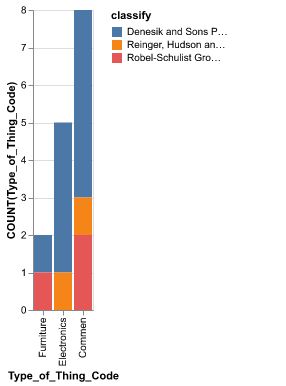 classify
Denesik and Sons P…
Reinger, Hudson an…
Robel-Schulist Gro…
COUNT(Type_of_Thing_Code)
8
7
6
5
4
3
2
1
0
Furniture
Electronics
Commen
Type_of_Thing_Code